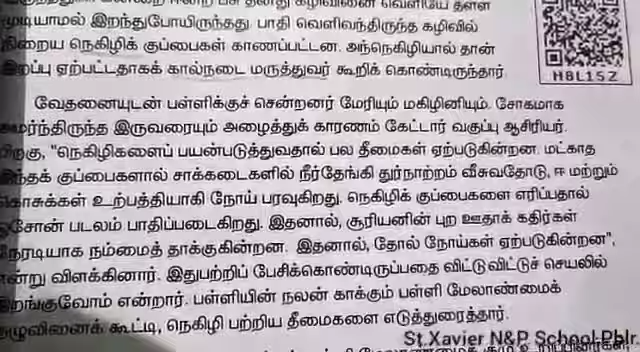 கழிவினை வெளியே தள்ள
முடியாமல் இறந்துபோயிருந்தது. பாதி வெளிவந்திருந்த கழிவில்
நிறைய நெகிழிக் குப்பைகள் காணப்பட்டன. அந்நெகிழியால் தான்
இறப்பு ஏற்பட்டதாகக் கால்நடை மருத்துவர் கூறிக் கொண்டிருந்தார்.
H8L15Z
வேதனையுடன் பள்ளிக்குச் சென்றனர் மேரியும் மகிழினியும். சோகமாக
அமர்ந்திருந்த இருவரையும் அழைத்துக் காரணம் கேட்டார் வகுப்பு ஆசிரியர்.
பிறகு, "நெகிழிகளைப் பயன்படுத்துவதால் பல தீமைகள் ஏற்படுகின்றன. மட்காத
இந்தக் குப்பைகளால் சாக்கடைகளில் நீர்தேங்கி துர்நாற்றம் வீசுவதோடு, ஈ மற்றும்
கொசுக்கள் உற்பத்தியாகி நோய் பரவுகிறது. நெகிழிக் குப்பைகளை எரிப்பதால்
ஓசோன் படலம் பாதிப்படைகிறது. இதனால், சூரியனின் புற ஊதாக் கதிர்கள்
நேரடியாக நம்மைத் தாக்குகின்றன. இதனால், தோல் நோய்கள் ஏற்படுகின்றன",
என்று விளக்கினார். இதுபற்றிப் பேசிக்கொண்டிருப்பதை விட்டுவிட்டுச் செயலில்
இறங்குவோம் என்றார். பள்ளியின் நலன் காக்கும் பள்ளி மேலாண்மைக்
குழுவினைக் கூட்டி, நெகிழி பற்றிய தீமைகளை எடுத்துரைத்தார்.
St.Xavier N&P School,Pblr